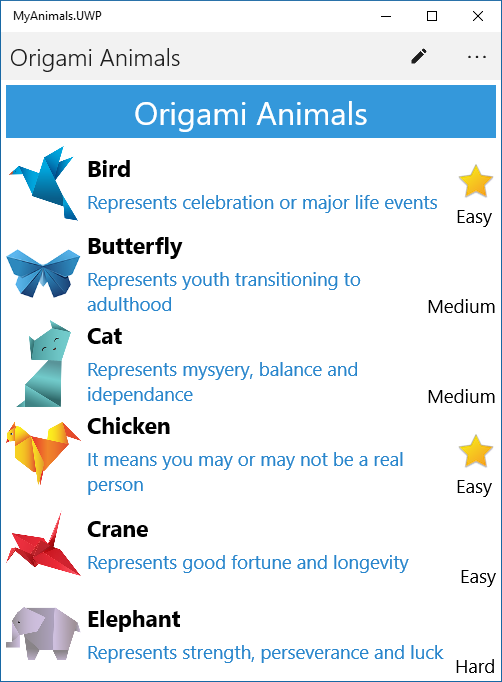 MyAnimals.UWP
Origami Animals
Origami Animals
Bird
Represents celebration or major life events
Easy
Butterfly
Represents youth transitioning to
adulthood
Medium
Cat
Represents mysyery, balance and
idependance
Medium
Chicken
It means you may or may not be a real
person
Easy
Crane
Represents good fortune and longevity
Easy
Elephant
Represents strength, perseverance and luck
Hard